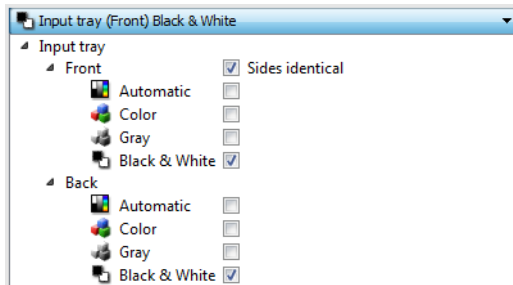 Input tray (Front) Black & White
Input tray
Front Sides identical
Automatic
Color
Gray
Black & White
Back
Automatic
Color
Gray
Black & White